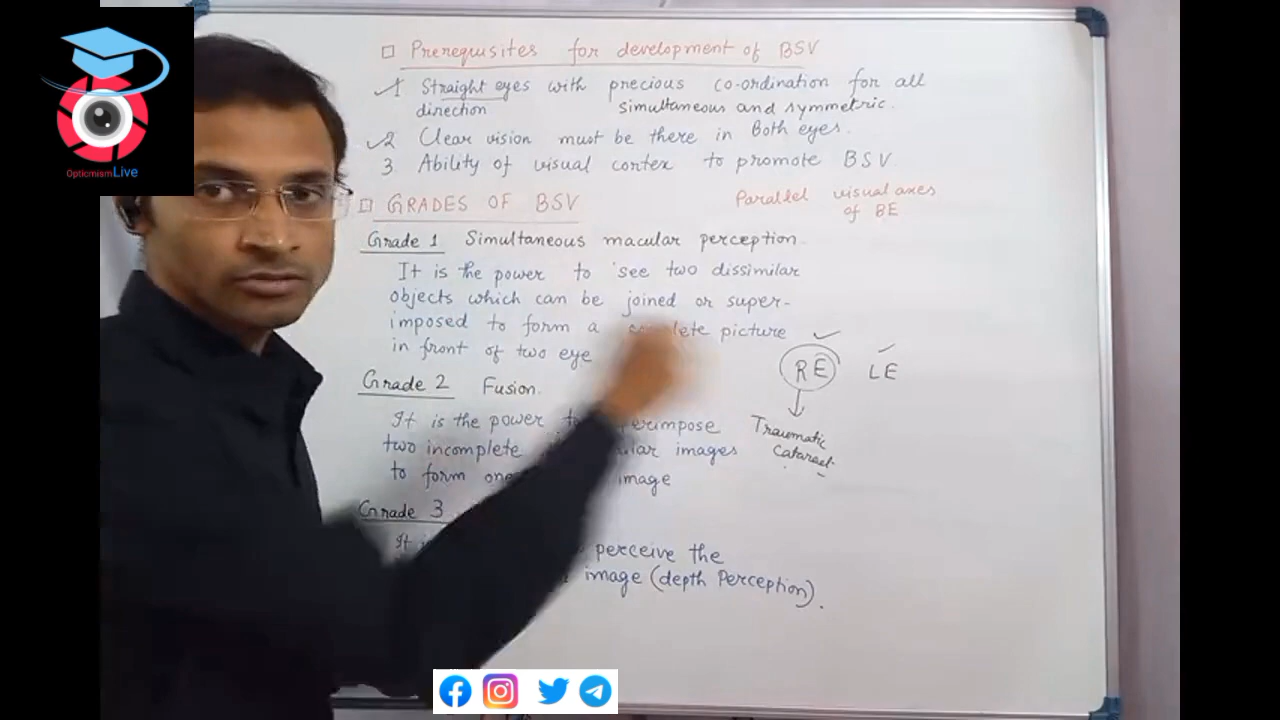 Opticmism Live
□ Prerequisites for development of BSV
1 Straight eyes with precious co-ordination for all
direction simultaneous and symmetric.
2 Clear vision must be there in Both eyes.
3 Ability of visual cortex to promote BSV
□ GRADES OF BSV
Parallel visual axes
of BE
Grade 1 Simultaneous macular perception
It is the power to see two dissimilar
objects which can be joined or super-
imposed to form a complete picture
in front of two eye
RE LE
Traumatic
Cataract
Grade 2 Fusion.
It is the power
two incomplete images
to form one image
Grade 3
It perceive the
image (depth Perception).